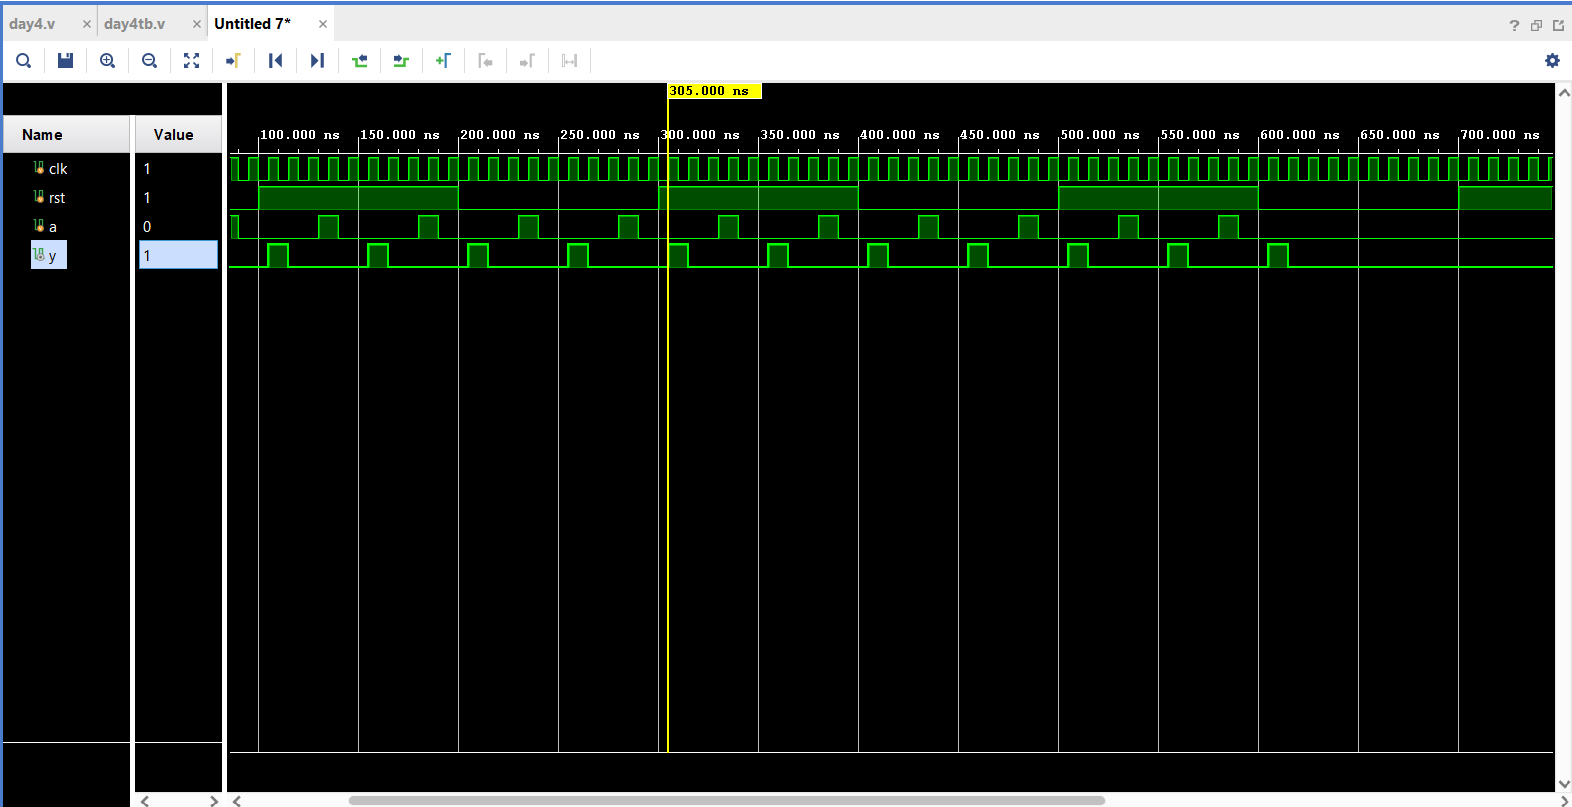 day4.v × day4tb.v × Untitled 7* ×
?
305.000 ns
Name Value
100.000 ns 150.000 ns 200.000 ns 250.000 ns 300.000 ns 350.000 ns 400.000 ns 450.000 ns 500.000 ns 550.000 ns 600.000 ns 650.000 ns 700.000 ns
clk 1
rst 1
a 0
y 1